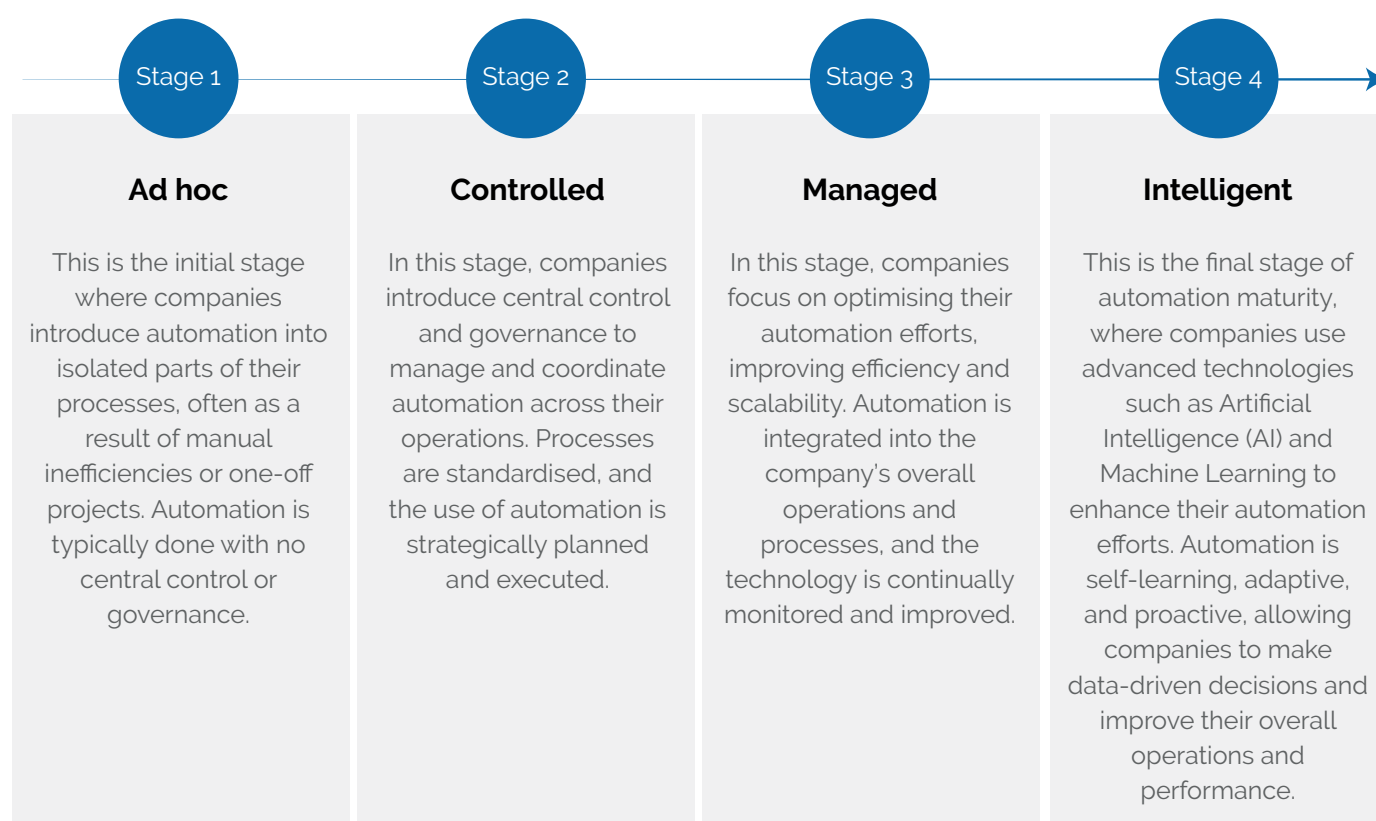 Stage 1
Stage 2
Stage 3
Stage 4
Ad hoc
This is the initial stage
where companies
introduce automation into
isolated parts of their
processes, often as a
result of manual
inefficiencies or one-off
projects. Automation is
typically done with no
central control or
governance.
Controlled
In this stage, companies
introduce central control
and governance to
manage and coordinate
automation across their
operations. Processes
are standardised, and
the use of automation is
strategically planned
and executed.
Managed
In this stage, companies
focus on optimising their
automation efforts,
improving efficiency and
scalability. Automation is
integrated into the
company's overall
operations and
processes, and the
technology is continually
monitored and improved.
Intelligent
This is the final stage of
automation maturity,
where companies use
advanced technologies
such as Artificial
Intelligence (AI) and
Machine Learning to
enhance their automation
efforts. Automation is
self-learning, adaptive,
and proactive, allowing
companies to make
data-driven decisions and
improve their overall
operations and
performance.